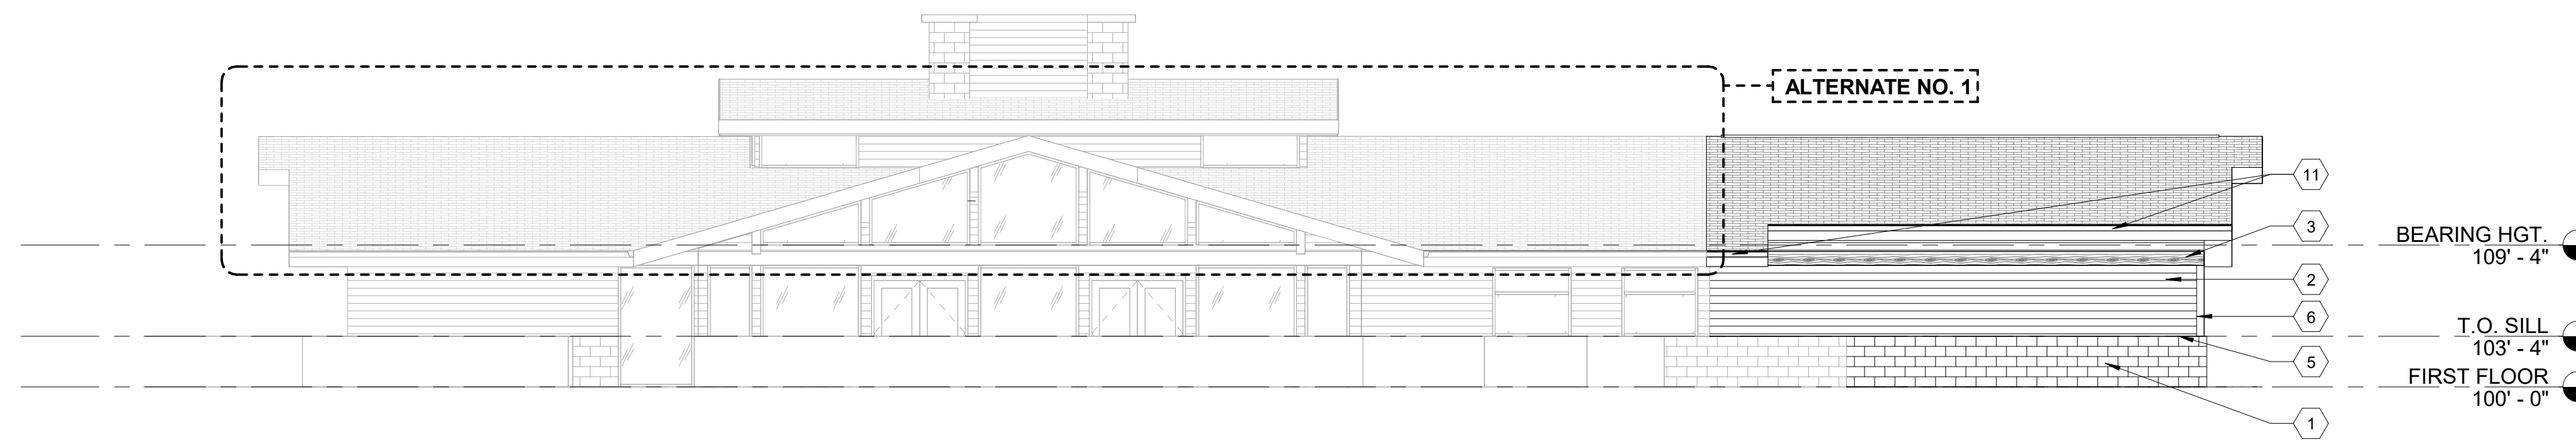 ALTERNATE NO. 1
11
3
BEARING HGT.
109' - 4"
2
6
T.O. SILL
103' - 4"
5
FIRST FLOOR
100' - 0"
1